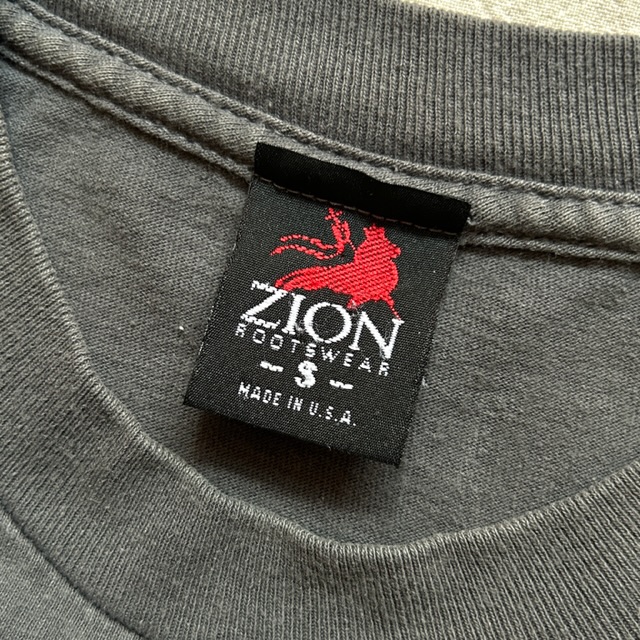 ZION
ROOTSWEAR
- S -
MADE IN U.S.A.